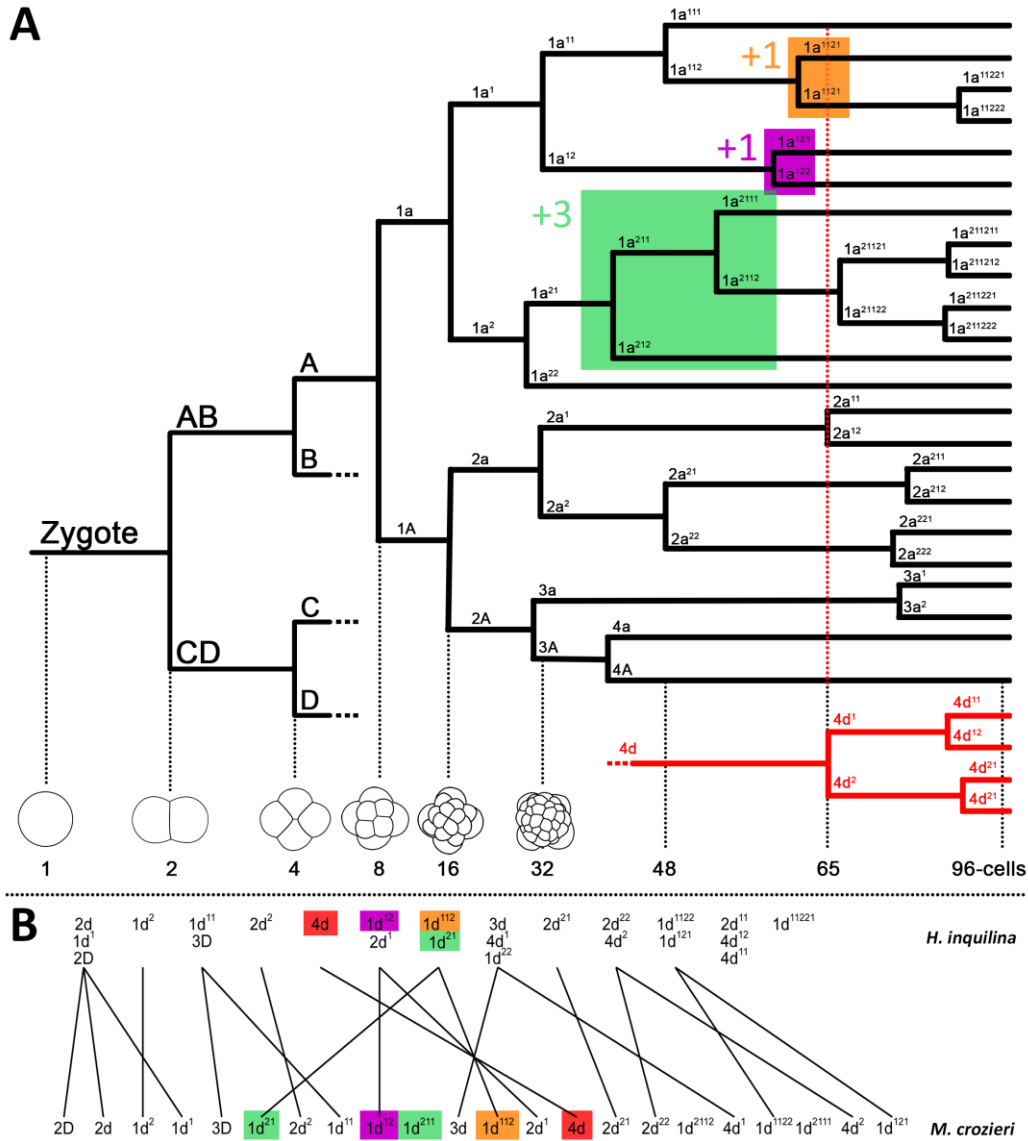 A
1a¹¹¹
1a¹¹
+1
1a¹¹²¹
1a¹¹²
1a¹¹²²¹
1a¹¹²¹
1a¹¹²²²
1a¹
+1
1a¹²¹
1a¹²
1a¹²²
+3
1a
1a²¹¹¹
1a²¹¹
1a²¹¹²¹
1a²¹¹²¹¹
1a²¹¹²¹²
1a²¹
1a²¹¹²
1a²¹¹²²¹
1a²
1a²¹¹²²
1a²¹¹²²²
1a²¹²
A
1a²²
AB
2a¹
2a¹¹
2a¹²
B
2a
2a²¹
2a²¹¹
2a²¹²
2a²
Zygote
1A
2a²²
2a²²¹
2a²²²
3a
3a¹
3a²
C
2A
4a
CD
3A
4A
D
4d¹
4d¹¹
4d¹²
4d
4d²
4d²¹
4d²¹
1 2 4 8 16 32 48 65 96-cells
B
2d 1d² 1d¹¹ 2d² 4d 1d¹² 1d¹¹² 3d 2d²¹ 2d²² 1d¹¹²² 2d¹¹ 1d¹¹²²¹
1d¹ 3D 2d¹ 1d²¹ 4d¹ 4d² 1d¹²¹ 4d¹² H. inquilina
2D 1d²² 4d¹¹
2D 2d 1d² 1d¹ 3D 1d²¹ 2d² 1d¹¹ 1d¹² 1d²¹¹ 3d 1d¹¹² 2d¹ 4d 2d²¹ 2d²² 1d²¹¹² 4d¹ 1d¹¹²² 1d²¹¹¹ 4d² 1d¹²¹ M. crozieri